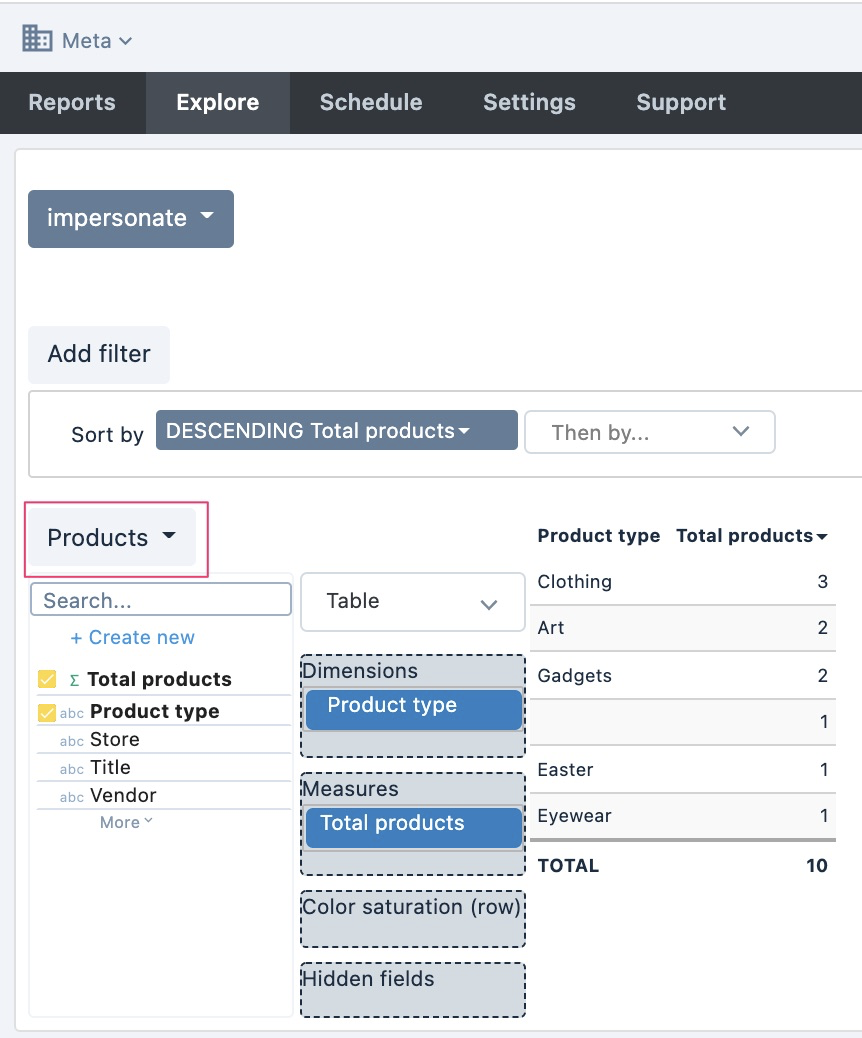 Meta
Reports Explore Schedule Settings Support
impersonate
Add filter
Sort by DESCENDING Total products Then by...
Products
Search...
+ Create new
Σ Total products
abc Product type
abc Store
abc Title
abc Vendor
More
Table
Dimensions
Product type
Measures
Total products
Color saturation (row)
Hidden fields
Product type Total products
Clothing 3
Art 2
Gadgets 2
1
Easter 1
Eyewear 1
TOTAL 10